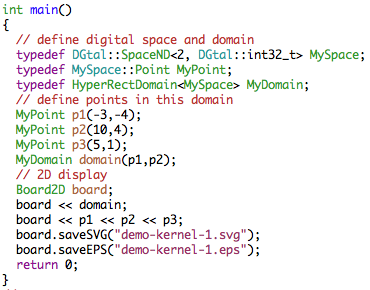 int main()
{
  // define digital space and domain
  typedef DGtal::SpaceND<2, DGtal::int32_t> MySpace;
  typedef MySpace::Point MyPoint;
  typedef HyperRectDomain<MySpace> MyDomain;
  // define points in this domain
  MyPoint p1(-3,-4);
  MyPoint p2(10,4);
  MyPoint p3(5,1);
  MyDomain domain(p1,p2);
  // 2D display
  Board2D board;
  board << domain;
  board << p1 << p2 << p3;
  board.saveSVG("demo-kernel-1.svg");
  board.saveEPS("demo-kernel-1.eps");
  return 0;
}